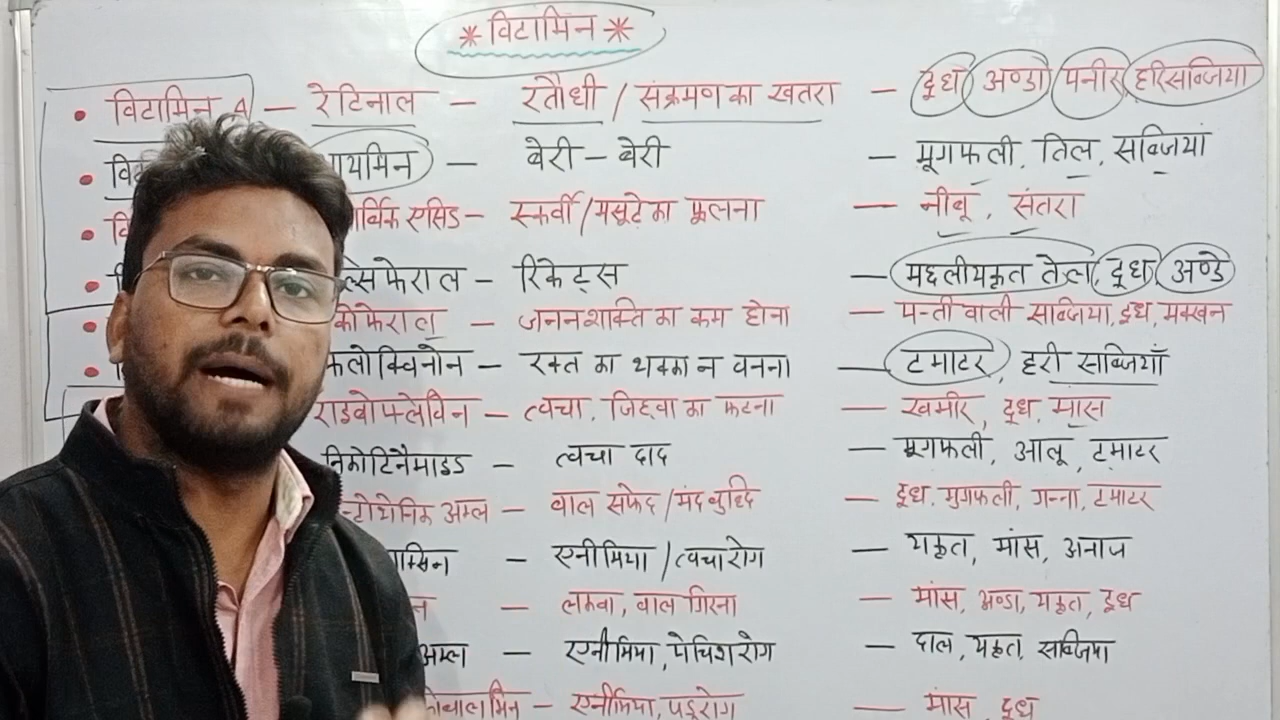 * विटामिन *
• विटामिन A — रेटिनाल — रतौधी / संक्रमण का खतरा — दूध अण्डा पनीर हरिसब्जिया
• थायमिन — बेरी – बेरी — मूगफली, तिल, सब्जियां
• र्बिक एसिड – स्कर्वी / मसूढे का फूलना — नीबू, संतरा
• ल्सिफेराल – रिकेट्स — मछलीयकृत तेल, दूध, अण्डे
• कोफेराल — जननशक्ति का कम होना — पत्तीवाली सब्जिया, दूध, मक्खन
• फिलोक्विनोन – रक्त का थक्का न बनना — टमाटर, हरी सब्जियाँ
राइबोफ्लेविन – त्वचा, जिहवा का फटना — खमीर, दूध, मांस
निकोटिनैमाइड – त्वचा दाद — मूगफली, आलू, टमाटर
न्टोथेनिक अम्ल – बाल सफेद / मंदबुध्दि — दूध, मुगफली, गन्ना, टमाटर
क्सिन – एनीमिया / त्वचारोग — यकृत, मांस, अनाज
न – लकवा, बाल गिरना — मांस, अण्डा, यकृत, दूध
अम्ल – एनीमिया, पेचिश रोग — दाल, यकृत, सब्जिया
कोबालमिन – एनीमिया, पडूरोग — मांस, दूध